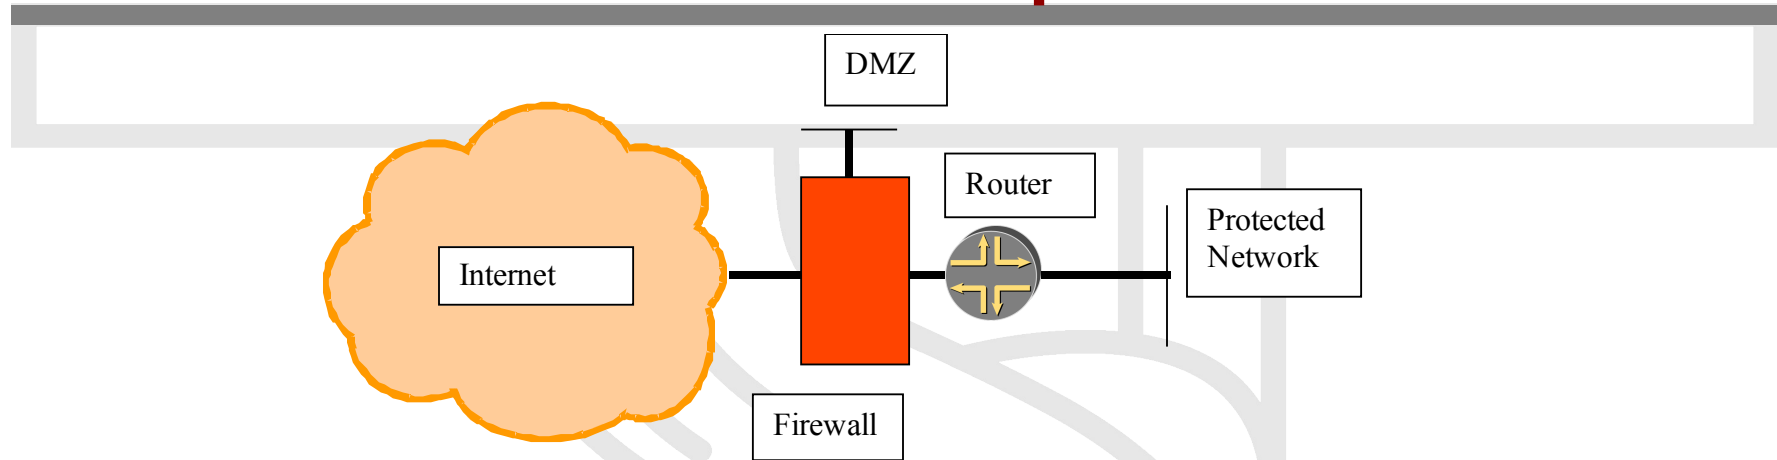 DMZ
Router
Protected
Network
Internet
Firewall